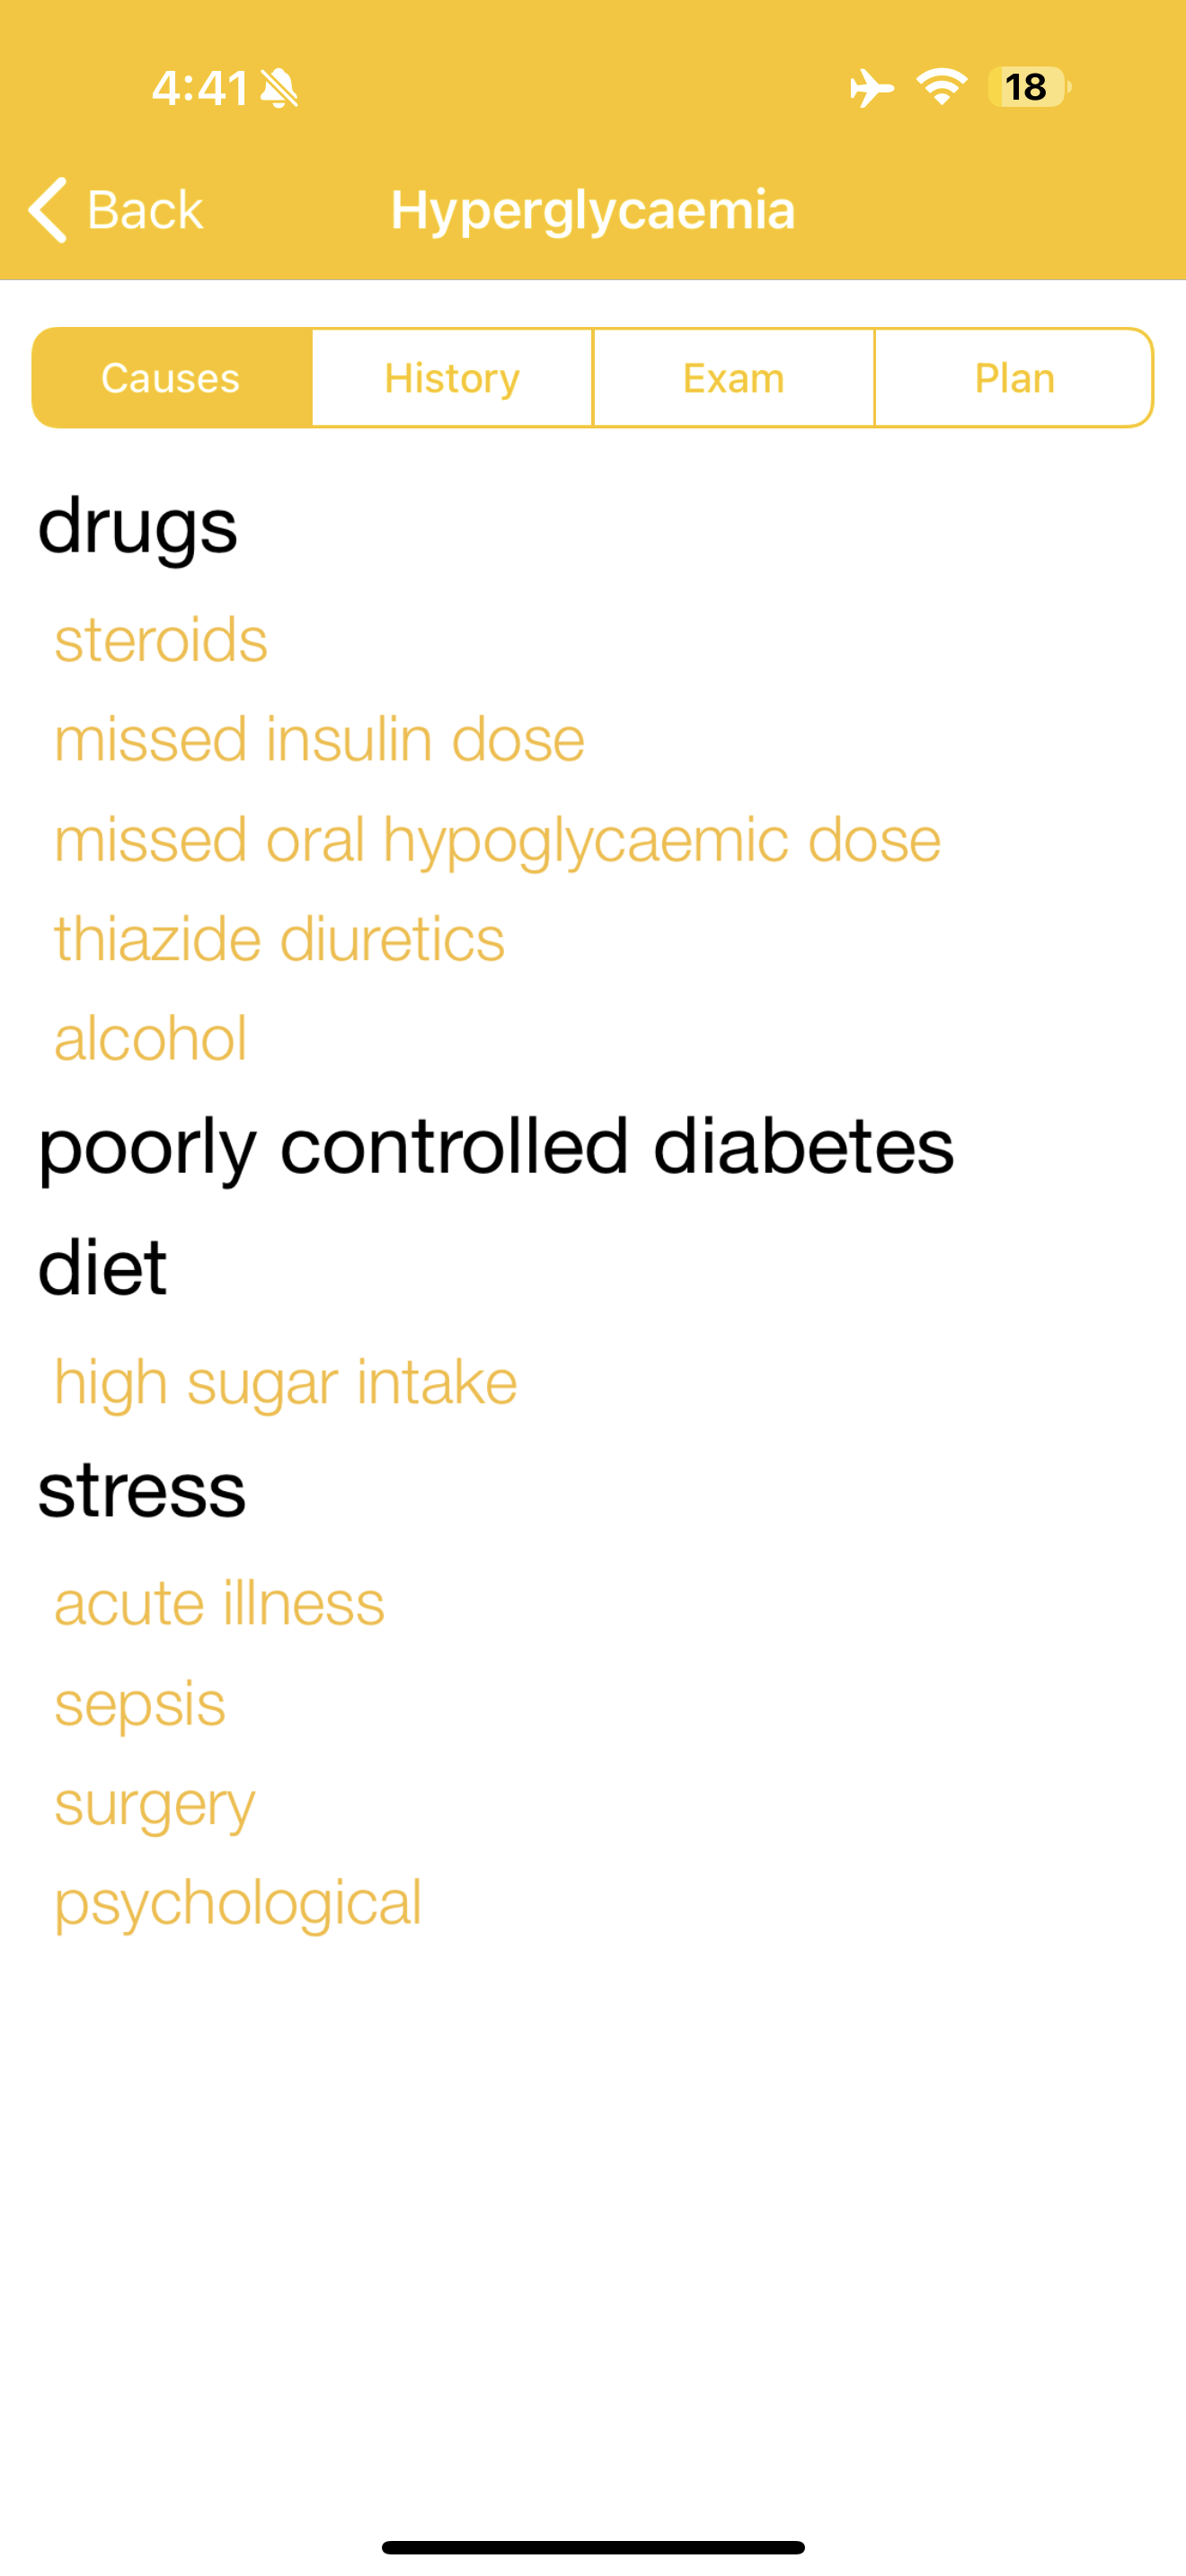 4:41
18
Back
Hyperglycaemia
Causes
History
Exam
Plan
drugs
steroids
missed insulin dose
missed oral hypoglycaemic dose
thiazide diuretics
alcohol
poorly controlled diabetes
diet
high sugar intake
stress
acute illness
sepsis
surgery
psychological